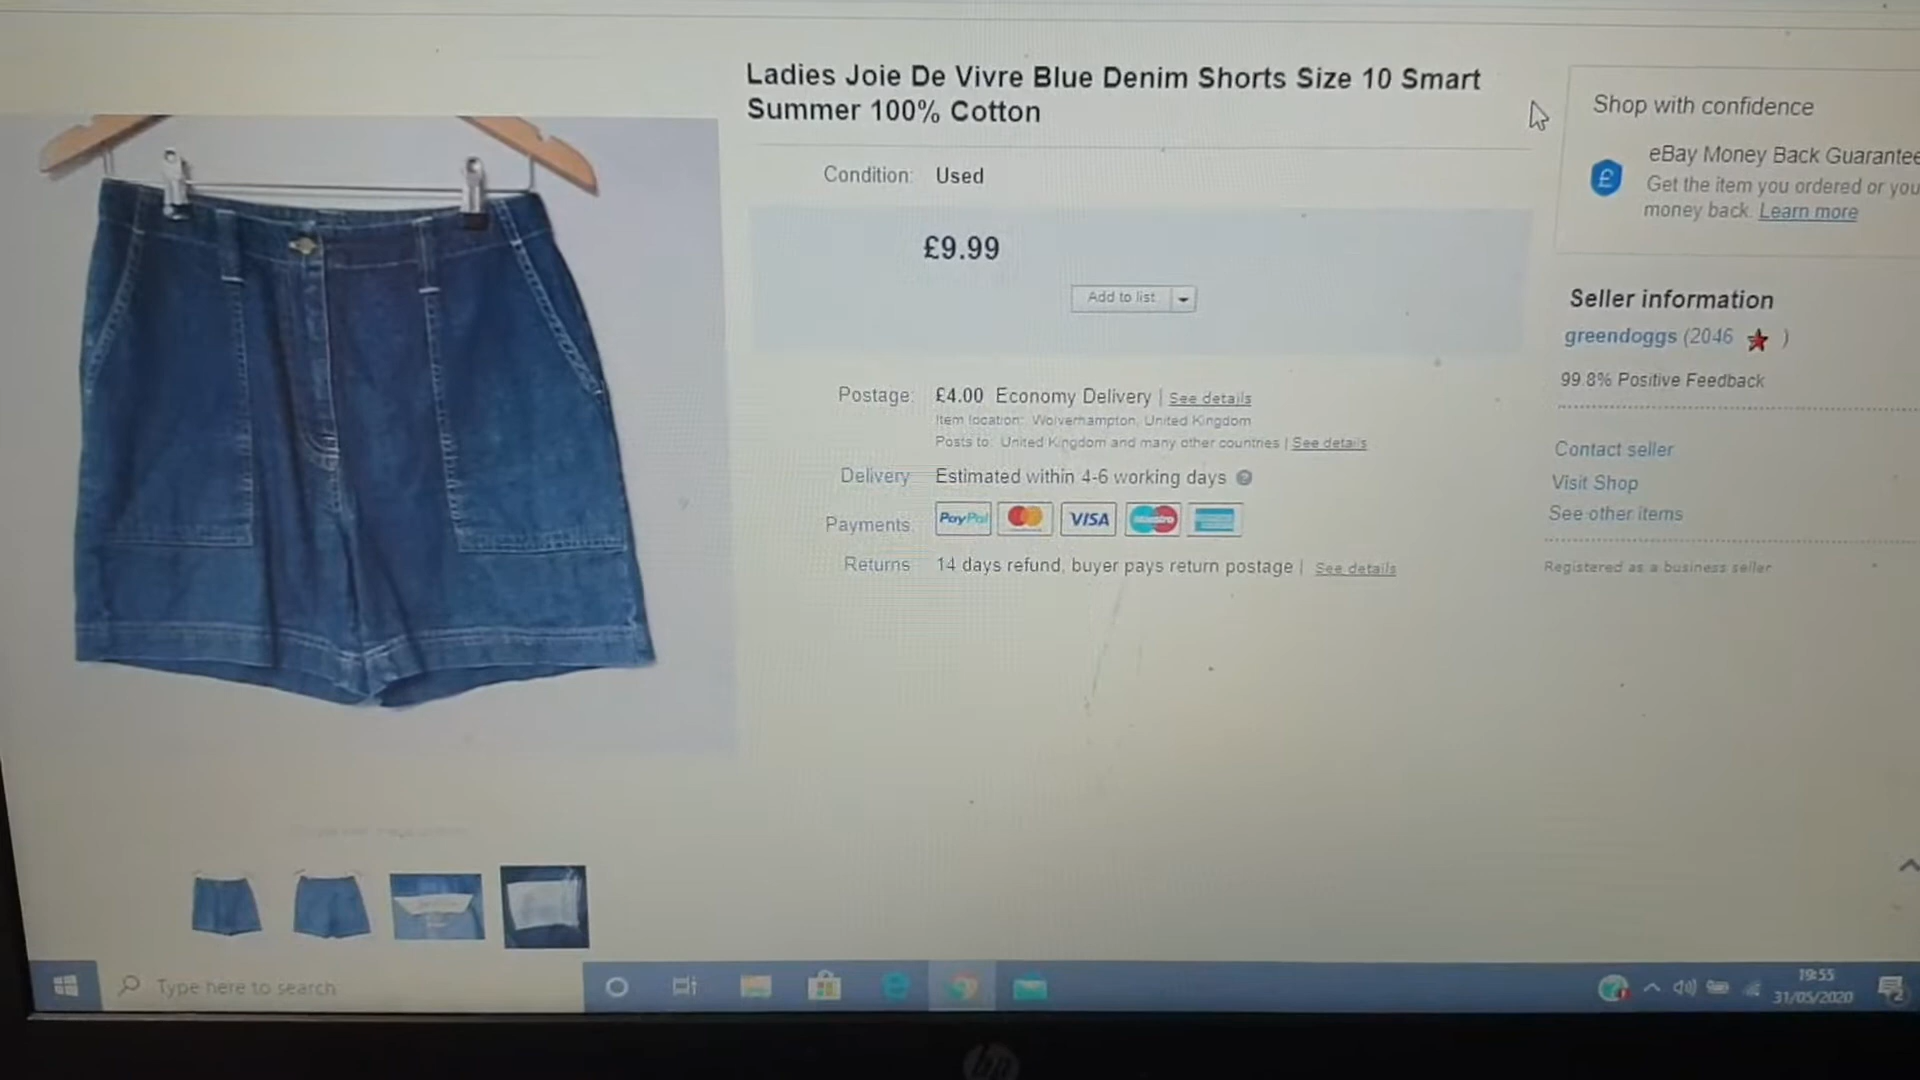 Ladies Joie De Vivre Blue Denim Shorts Size 10 Smart
Summer 100% Cotton
Condition: Used
£9.99
Add to list
Postage: £4.00 Economy Delivery | See details
Item location: Wolverhampton, United Kingdom
Posts to: United Kingdom and many other countries | See details
Delivery: Estimated within 4-6 working days
Payments: PayPal VISA Maestro
Returns: 14 days refund, buyer pays return postage | See details
Shop with confidence
eBay Money Back Guarantee
Get the item you ordered or you
money back. Learn more
Seller information
greendoggs (2046 )
99.8% Positive Feedback
Contact seller
Visit Shop
See other items
Registered as a business seller
Type here to search
19:55
31/05/2020
2
hp